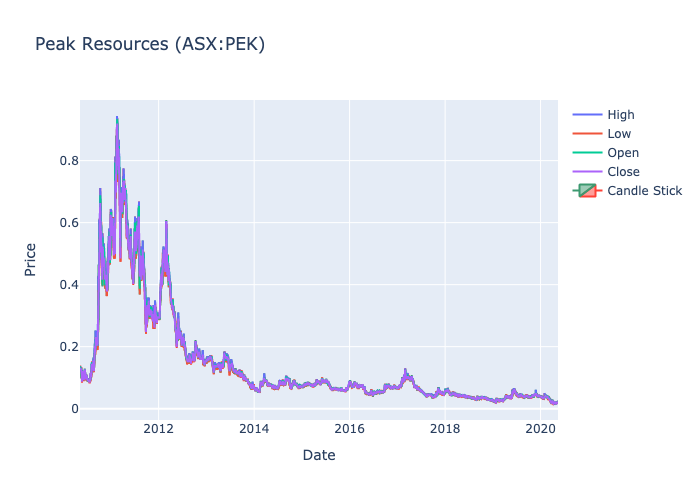 Peak Resources (ASX:PEK)
High
Low
Open
Close
Candle Stick
0.8
0.6
0.4
0.2
0
Price
2012
2014
2016
2018
2020
Date